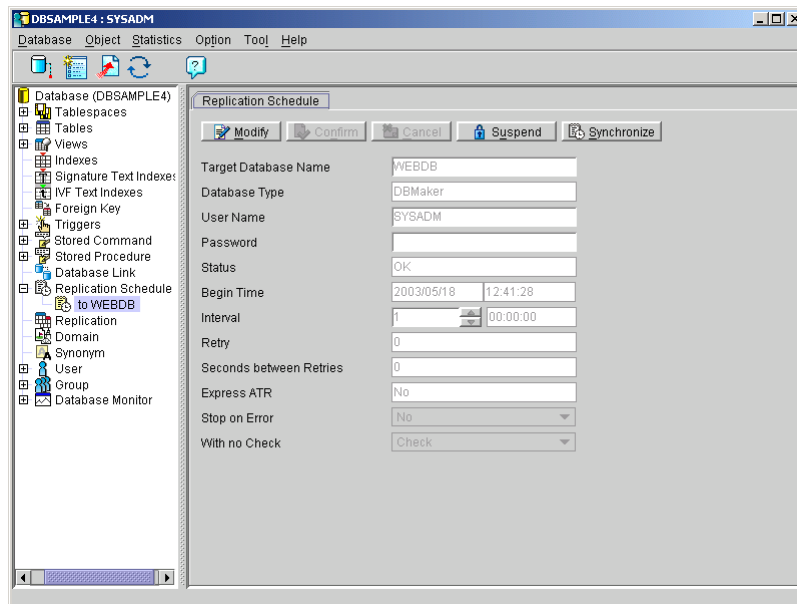 DBSAMPLE4 : SYSADM
Database Object Statistics Option Tool Help
Database (DBSAMPLE4)
Tablespaces
Tables
Views
Indexes
Signature Text Indexes
IVF Text Indexes
Foreign Key
Triggers
Stored Command
Stored Procedure
Database Link
Replication Schedule
to WEBDB
Replication
Domain
Synonym
User
Group
Database Monitor
Replication Schedule
Modify Confirm Cancel Suspend Synchronize
Target Database Name WEBDB
Database Type DBMaker
User Name SYSADM
Password
Status OK
Begin Time 2003/05/18 12:41:28
Interval 1 00:00:00
Retry 0
Seconds between Retries 0
Express ATR No
Stop on Error No
With no Check Check